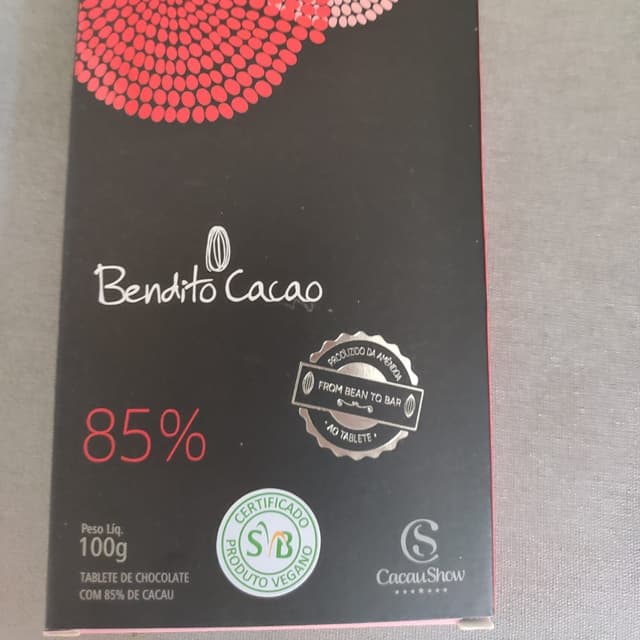 Bendito Cacao
PRODUZIDO DA AMÊNDOA
FROM BEAN TO BAR
AO TABLETE
85%
Peso Líq.
100g
TABLETE DE CHOCOLATE
COM 85% DE CACAU
CERTIFICADO
SVB
PRODUTO VEGANO
CS
CacauShow